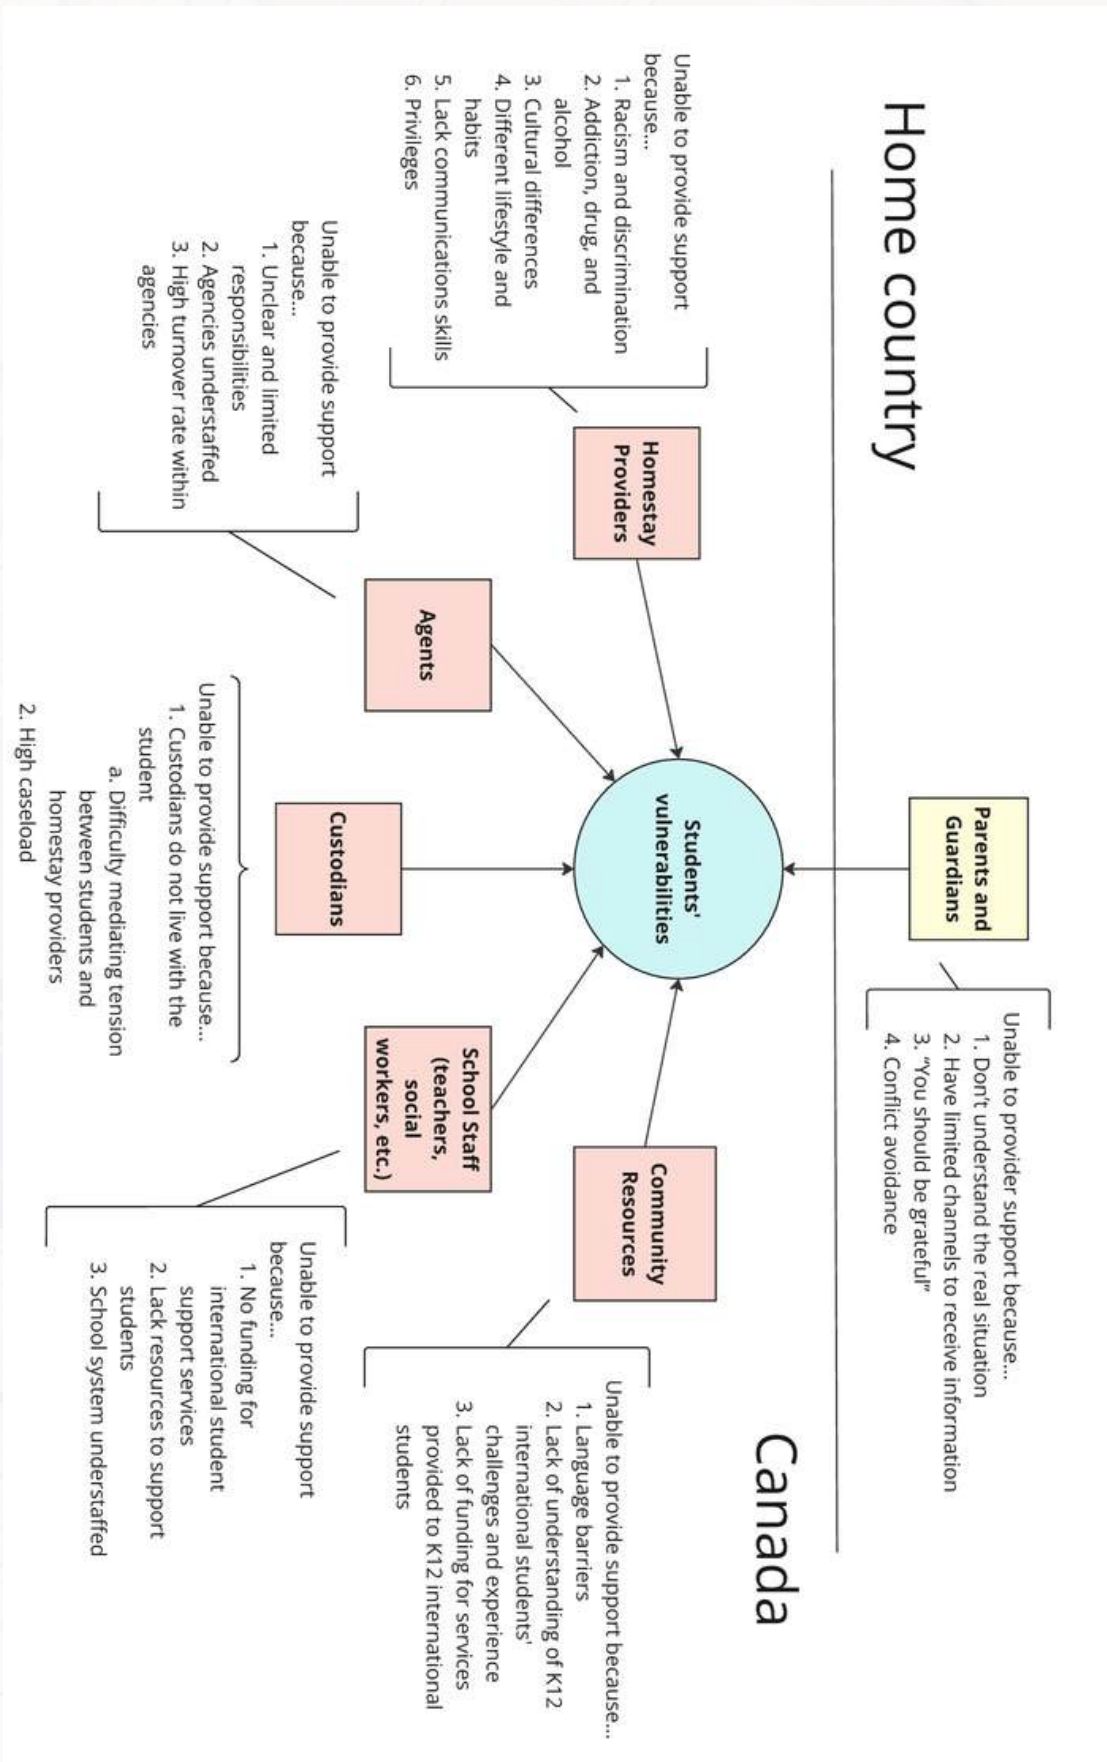 Home country
Parents and
Guardians
Unable to provider support because...
1. Don't understand the real situation
2. Have limited channels to receive information
3. "You should be grateful"
4. Conflict avoidance
Canada
Unable to provide support
because...
1. Racism and discrimination
2. Addiction, drug, and
alcohol
3. Cultural differences
4. Different lifestyle and
habits
5. Lack communications skills
6. Privileges
Homestay
Providers
Students'
vulnerabilities
Community
Resources
Unable to provide support because...
1. Language barriers
2. Lack of understanding of K12
international students'
challenges and experience
3. Lack of funding for services
provided to K12 international
students
Unable to provide support
because...
1. Unclear and limited
responsibilities
2. Agencies understaffed
3. High turnover rate within
agencies
Agents
Custodians
Unable to provide support because...
1. Custodians do not live with the
student
a. Difficulty mediating tension
between students and
homestay providers
2. High caseload
School Staff
(teachers,
social
workers, etc.)
Unable to provide support
because...
1. No funding for
international student
support services
2. Lack resources to support
students
3. School system understaffed